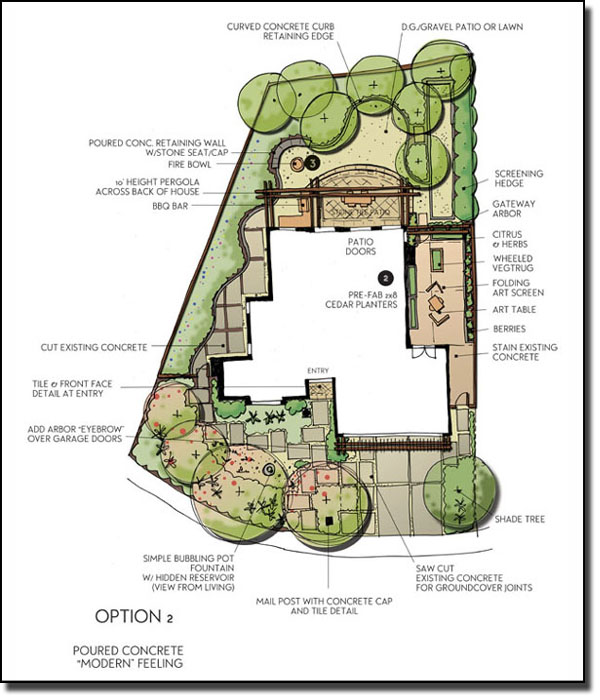 CURVED CONCRETE CURB
RETAINING EDGE
D.G./GRAVEL PATIO OR LAWN
POURED CONC. RETAINING WALL
W/STONE SEAT/CAP
FIRE BOWL
3
10' HEIGHT PERGOLA
ACROSS BACK OF HOUSE
BBQ BAR
SCREENING
HEDGE
GATEWAY
ARBOR
PATIO
DOORS
CITRUS
& HERBS
WHEELED
VEGTRUG
2
FOLDING
ART SCREEN
PRE-FAB 2x8
CEDAR PLANTERS
ART TABLE
BERRIES
CUT EXISTING CONCRETE
STAIN EXISTING
CONCRETE
ENTRY
TILE & FRONT FACE
DETAIL AT ENTRY
ADD ARBOR "EYEBROW"
OVER GARAGE DOORS
SHADE TREE
SIMPLE BUBBLING POT
FOUNTAIN
W/ HIDDEN RESERVOIR
(VIEW FROM LIVING)
SAW CUT
EXISTING CONCRETE
FOR GROUNDCOVER JOINTS
MAIL POST WITH CONCRETE CAP
AND TILE DETAIL
OPTION 2
POURED CONCRETE
"MODERN" FEELING